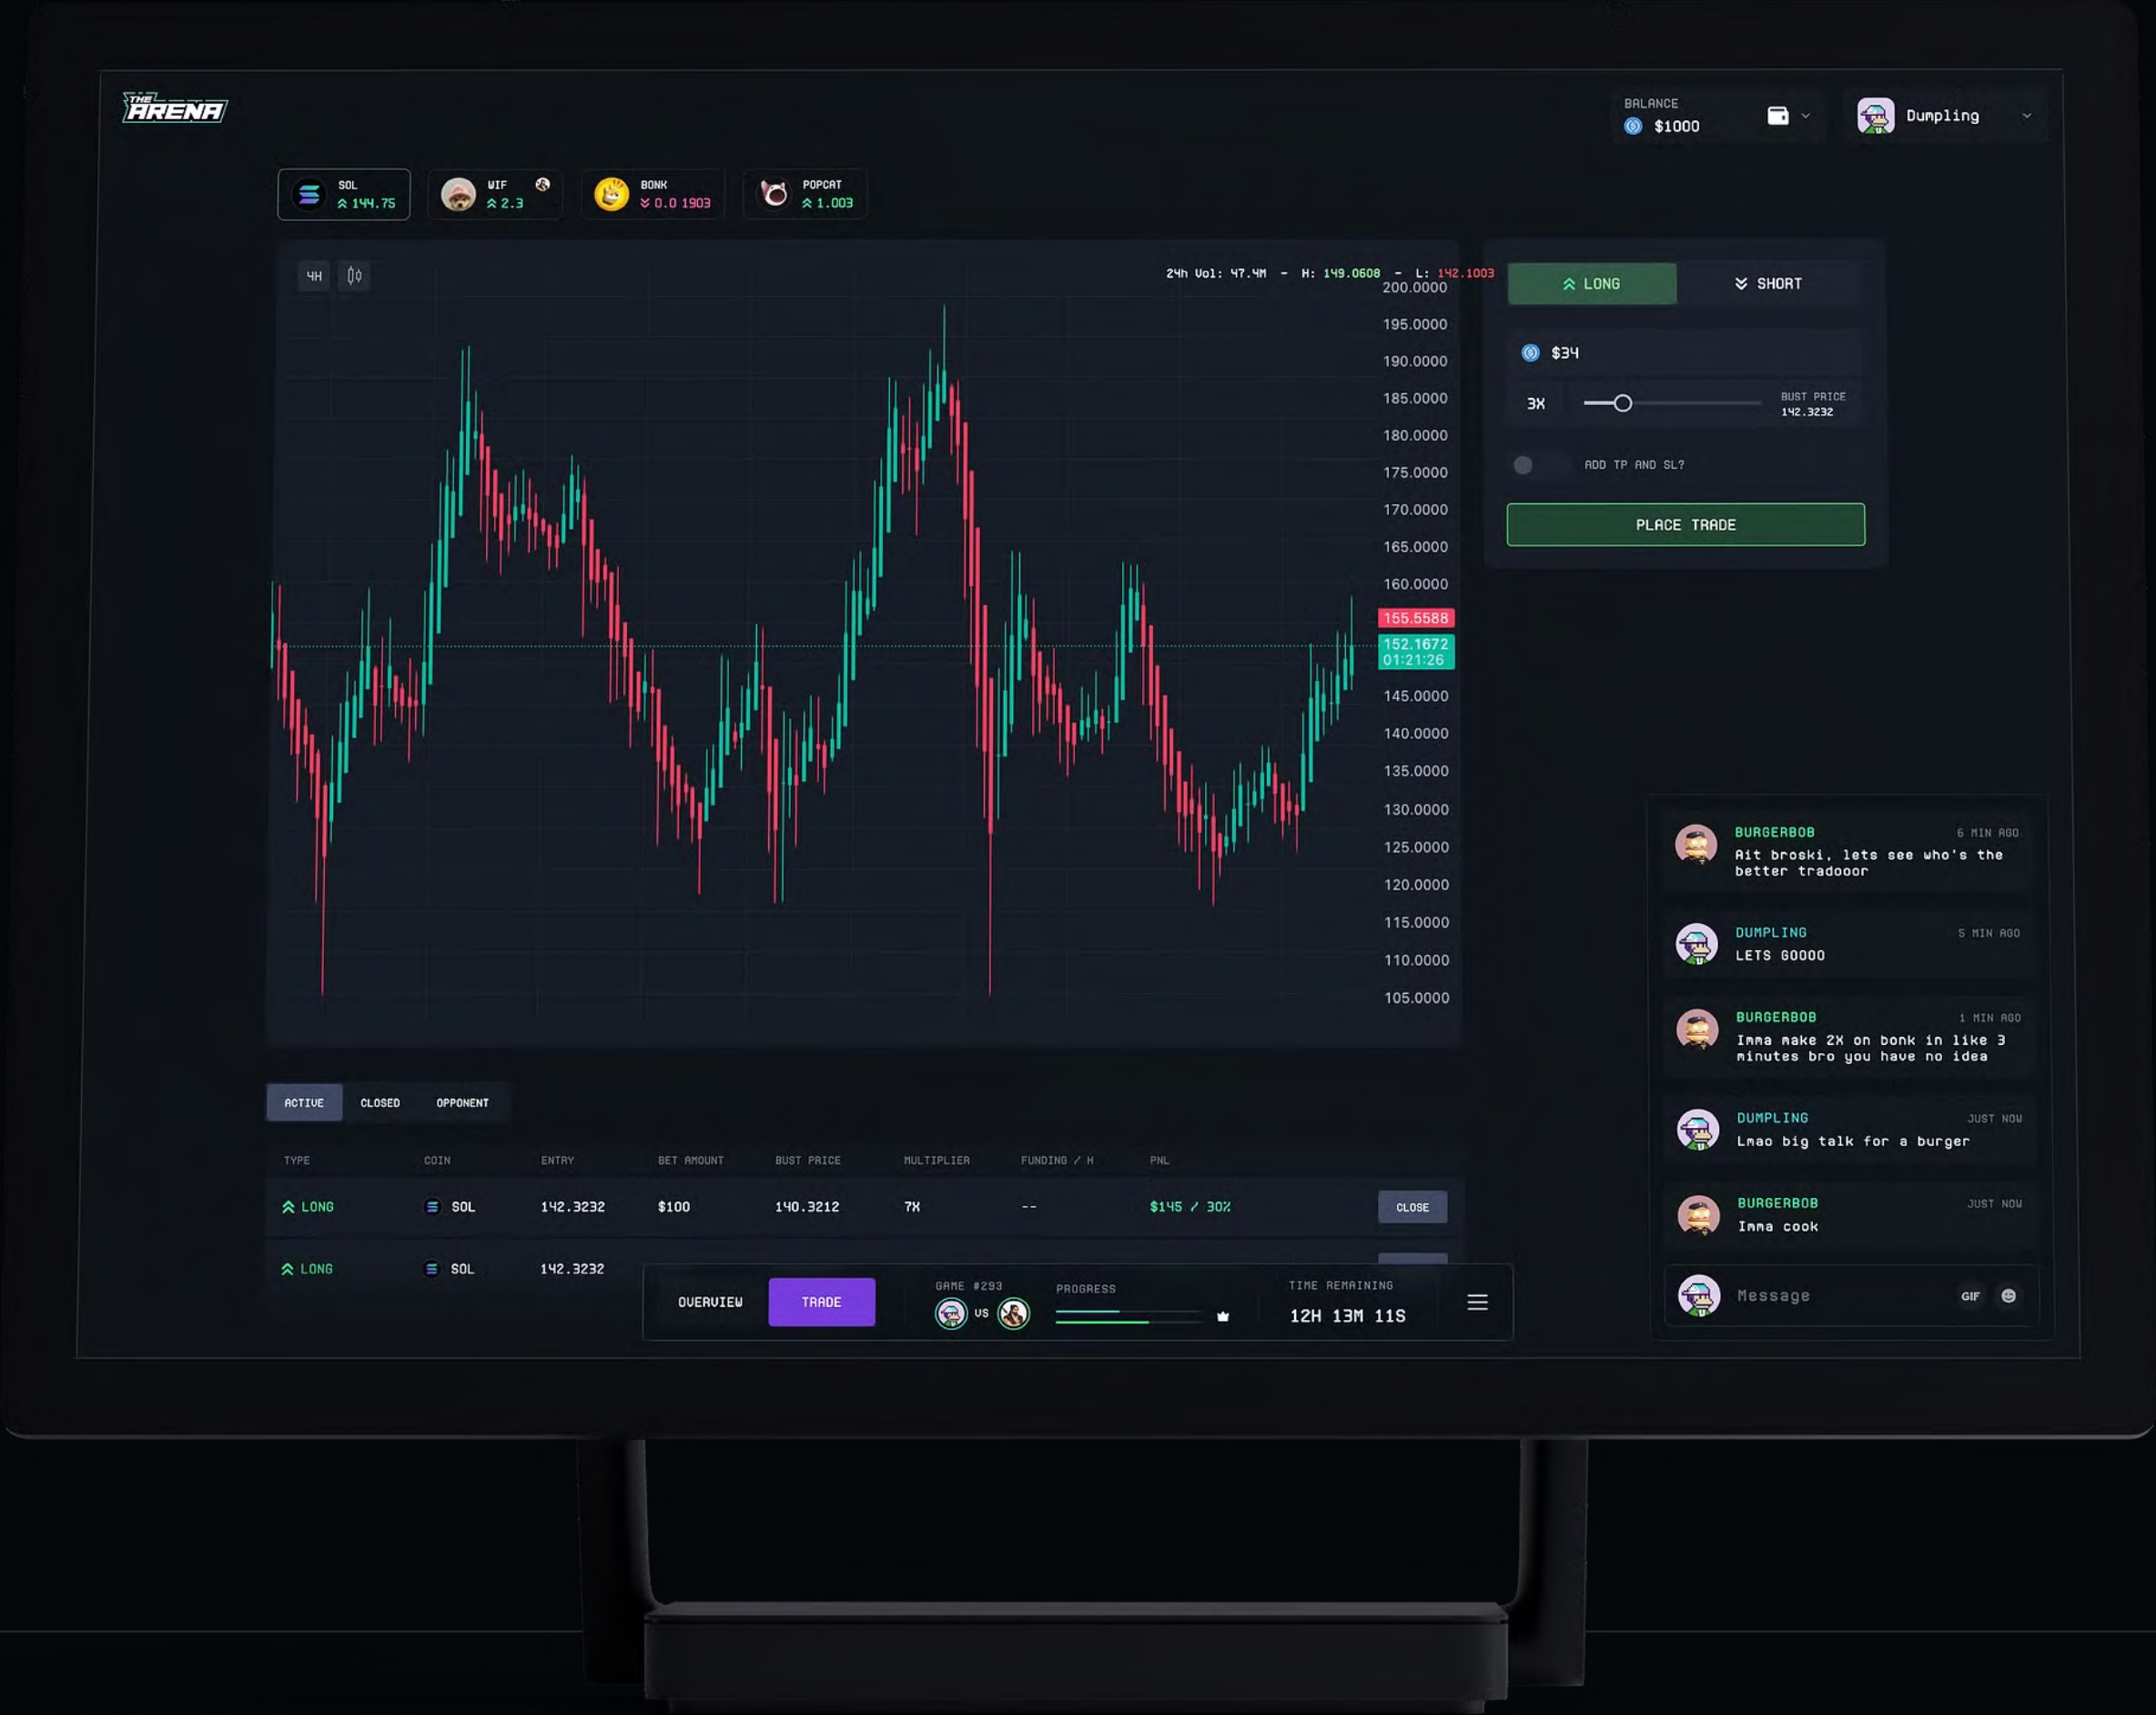 THE
ARENA
BALANCE
$1000
Dumpling
SOL
144.75
WIF
2.3
BONK
0.0 1903
POPCAT
1.003
4H
24h Vol: 47.4M - H: 149.0608 - L: 142.1003
200.0000
195.0000
190.0000
185.0000
180.0000
175.0000
170.0000
165.0000
160.0000
155.5588
152.1672
01:21:26
145.0000
140.0000
135.0000
130.0000
125.0000
120.0000
115.0000
110.0000
105.0000
LONG
SHORT
$34
3X
BUST PRICE
142.3232
ADD TP AND SL?
PLACE TRADE
BURGERBOB
6 MIN AGO
Ait broski, lets see who's the
better tradooor
DUMPLING
5 MIN AGO
LETS GOOOO
BURGERBOB
1 MIN AGO
Imma make 2X on bonk in like 3
minutes bro you have no idea
DUMPLING
JUST NOW
Lmao big talk for a burger
BURGERBOB
JUST NOW
Imma cook
Message
GIF
ACTIVE
CLOSED
OPPONENT
TYPE COIN ENTRY BET AMOUNT BUST PRICE MULTIPLIER FUNDING / H PNL
LONG SOL 142.3232 $100 140.3212 7X -- $145 / 30% CLOSE
LONG SOL 142.3232
OVERVIEW
TRADE
GAME #293
VS
PROGRESS
TIME REMAINING
12H 13M 11S